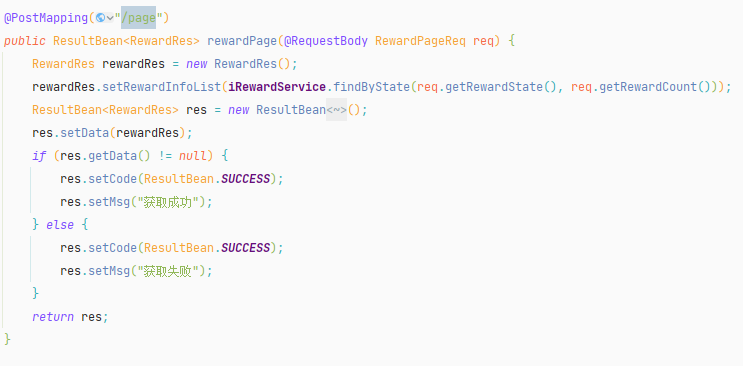 @PostMapping("/page")
public ResultBean<RewardRes> rewardPage(@RequestBody RewardPageReq req) {
    RewardRes rewardRes = new RewardRes();
    rewardRes.setRewardInfoList(iRewardService.findByState(req.getRewardState(), req.getRewardCount()));
    ResultBean<RewardRes> res = new ResultBean<~>();
    res.setData(rewardRes);
    if (res.getData() != null) {
        res.setCode(ResultBean.SUCCESS);
        res.setMsg("获取成功");
    } else {
        res.setCode(ResultBean.SUCCESS);
        res.setMsg("获取失败");
    }
    return res;
}